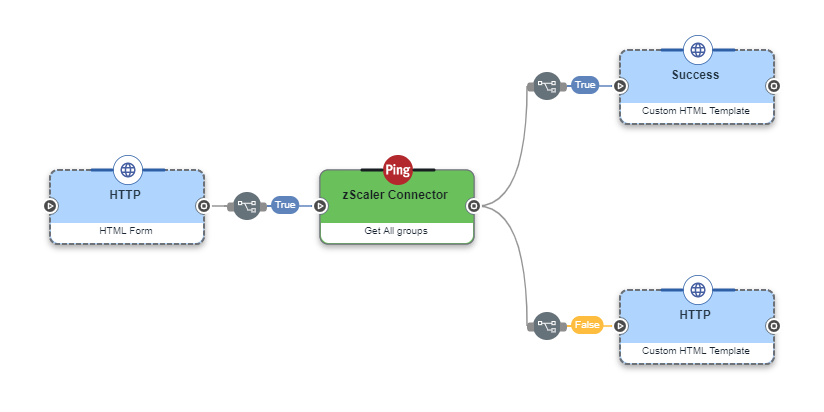 Success
True
Custom HTML Template
Ping
HTTP
zScaler Connector
True
HTML Form
Get All groups
HTTP
False
Custom HTML Template